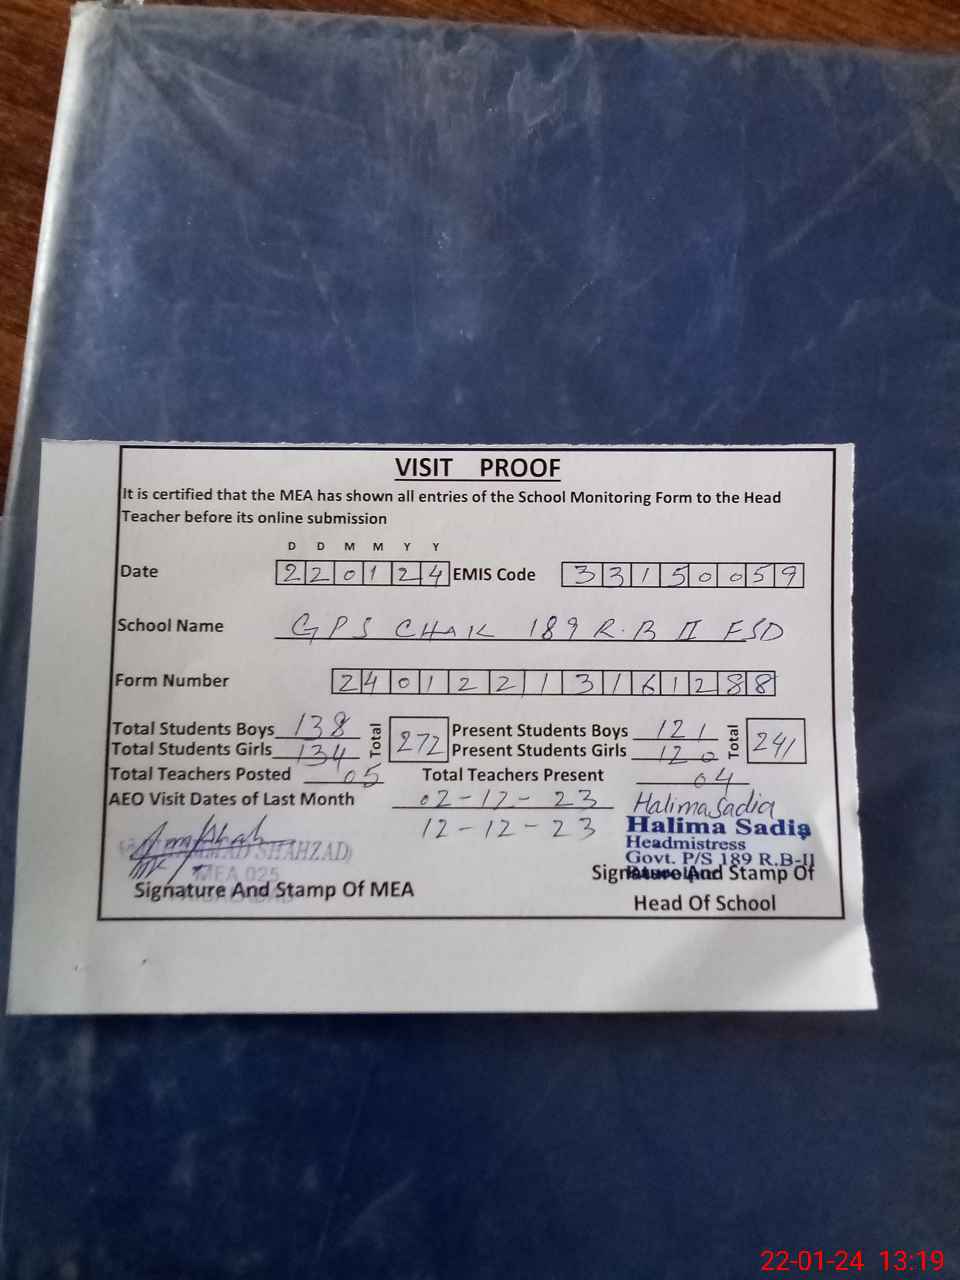 VISIT PROOF
It is certified that the MEA has shown all entries of the School Monitoring Form to the Head
Teacher before its online submission
D D M M Y Y
Date 220124 EMIS Code 33150059
School Name GPS CHAK 189 R.B II FSD
Form Number 24012213161288
Total Students Boys 138 Total 272 Present Students Boys 121 Total 241
Total Students Girls 134 Present Students Girls 120
Total Teachers Posted 05 Total Teachers Present 04
AEO Visit Dates of Last Month 02-12-23 Halima Sadia
12-12-23 Halima Sadia
Headmistress
SHAHZAD) Govt. P/S 189 R.B-II
MEA 025
Signature And Stamp Of MEA Signature And Stamp Of
Head Of School
22-01-24 13:19